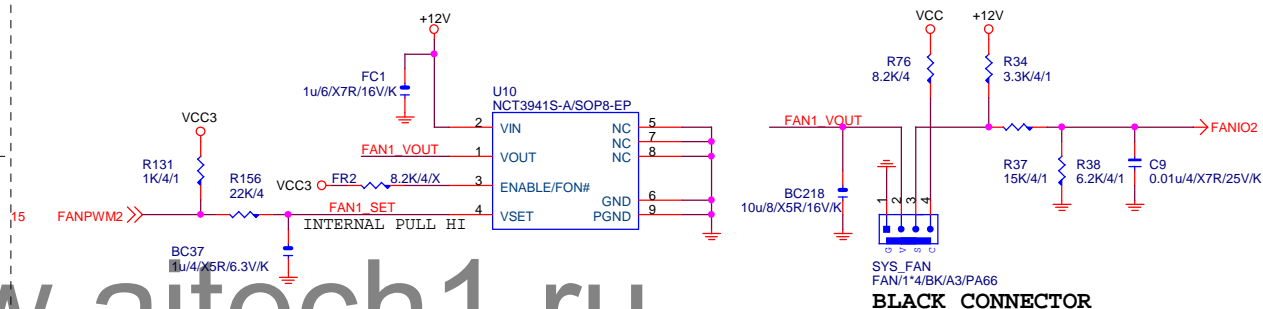 +12V
VCC
+12V
FC1
1u/6/X7R/16V/K
U10
NCT3941S-A/SOP8-EP
R76
8.2K/4
R34
3.3K/4/1
VCC3
2 VIN NC 5
NC 7
FAN1_VOUT 1 VOUT NC 8
FAN1_VOUT
FANIO2
R131
1K/4/1
R156
22K/4
VCC3 FR2 8.2K/4/X 3 ENABLE/FON#
GND 6
R37
15K/4/1
R38
6.2K/4/1
C9
0.01u/4/X7R/25V/K
BC218
10u/8/X5R/16V/K
15 FANPWM2 FAN1_SET 4 VSET PGND 9
INTERNAL PULL HI
1 2 3 4
BC37
1u/4/X5R/6.3V/K
G V S C
SYS_FAN
FAN/1*4/BK/A3/PA66
BLACK CONNECTOR
w.aitech1.ru